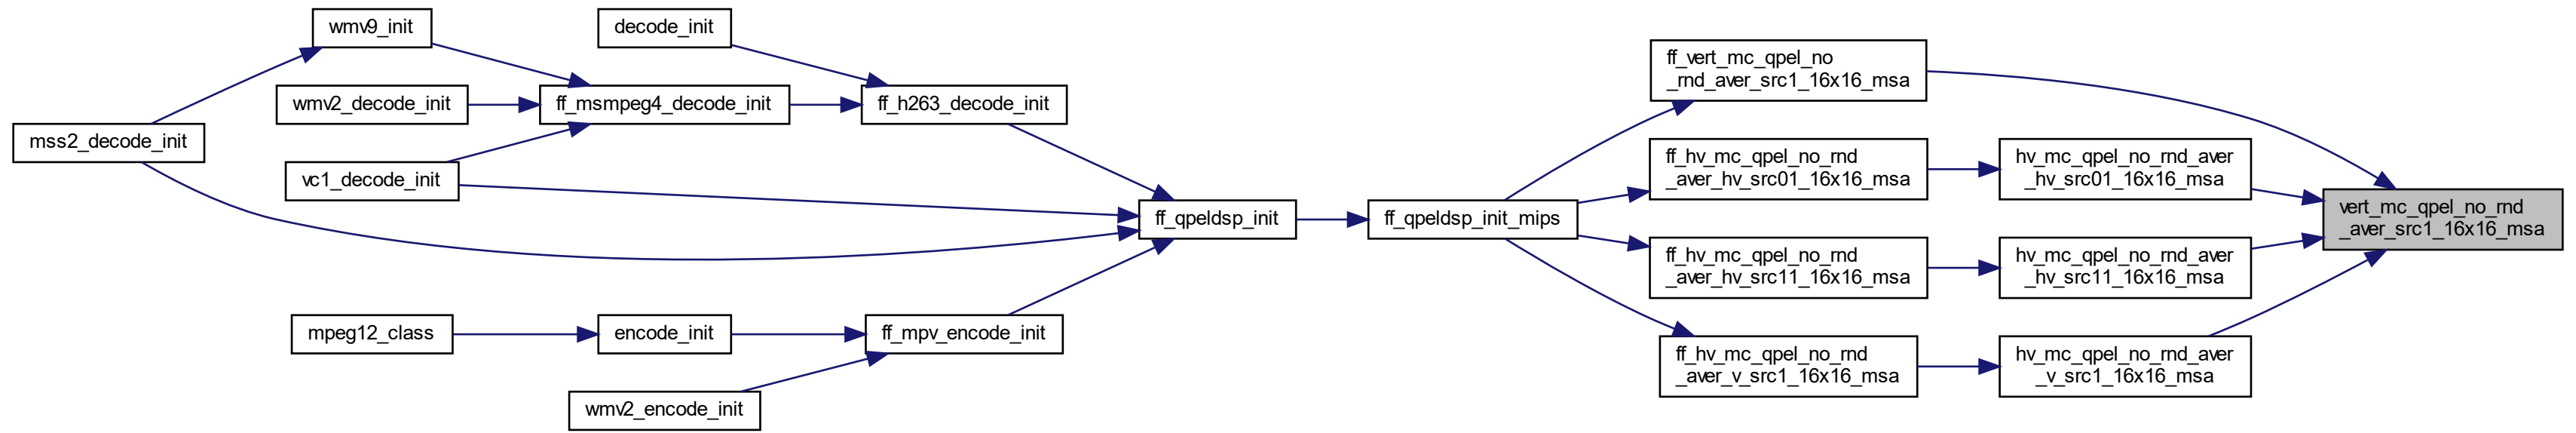 wmv9_init
decode_init
ff_vert_mc_qpel_no
_rnd_aver_src1_16x16_msa
wmv2_decode_init
ff_msmpeg4_decode_init
ff_h263_decode_init
mss2_decode_init
vc1_decode_init
ff_hv_mc_qpel_no_rnd
_aver_hv_src01_16x16_msa
hv_mc_qpel_no_rnd_aver
_hv_src01_16x16_msa
ff_qpeldsp_init
ff_qpeldsp_init_mips
vert_mc_qpel_no_rnd
_aver_src1_16x16_msa
ff_hv_mc_qpel_no_rnd
_aver_hv_src11_16x16_msa
hv_mc_qpel_no_rnd_aver
_hv_src11_16x16_msa
mpeg12_class
encode_init
ff_mpv_encode_init
ff_hv_mc_qpel_no_rnd
_aver_v_src1_16x16_msa
hv_mc_qpel_no_rnd_aver
_v_src1_16x16_msa
wmv2_encode_init